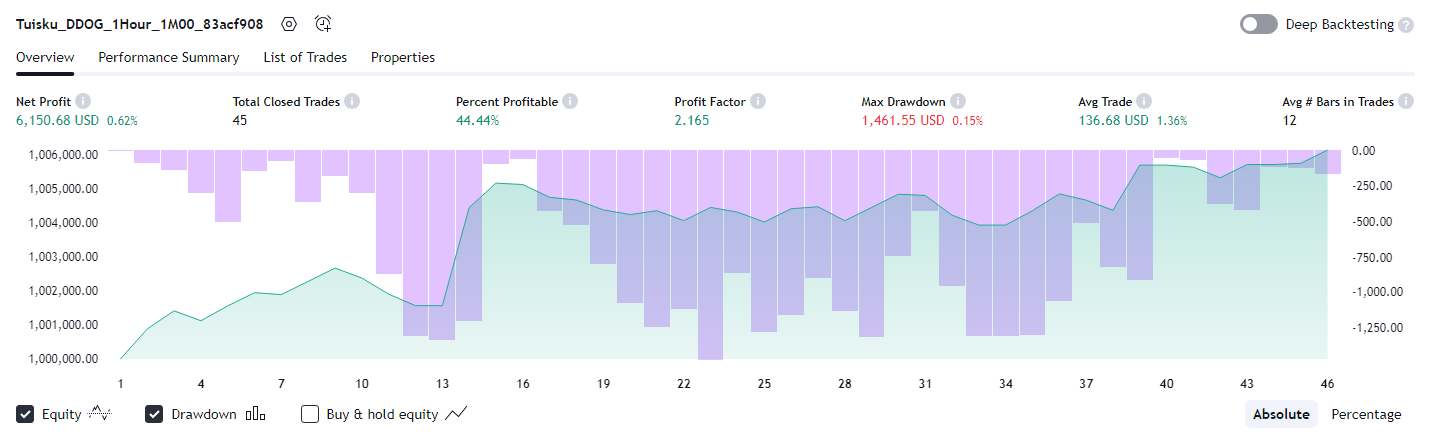 Tuisku_DDOG_1Hour_1M00_83acf908
Deep Backtesting ?
Overview Performance Summary List of Trades Properties
Net Profit Total Closed Trades Percent Profitable Profit Factor Max Drawdown Avg Trade Avg # Bars in Trades
6,150.68 USD 0.62% 45 44.44% 2.165 1,461.55 USD 0.15% 136.68 USD 1.36% 12
1,006,000.00 0.00
1,005,000.00 -250.00
1,004,000.00 -500.00
1,003,000.00 -750.00
1,002,000.00 -1,000.00
1,001,000.00 -1,250.00
1,000,000.00
1 4 7 10 13 16 19 22 25 28 31 34 37 40 43 46
Equity Drawdown Buy & hold equity Absolute Percentage